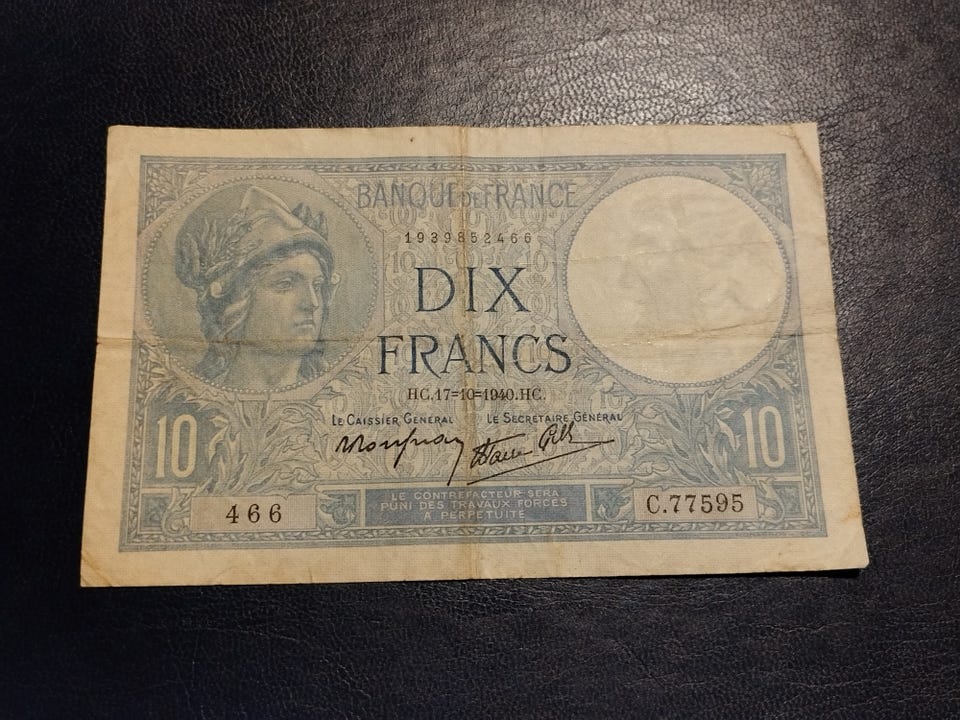 BANQUE DE FRANCE
1939852466
DIX
FRANCS
HC.17=10=1940.HC.
LE CAISSIER GÉNÉRAL LE SECRÉTAIRE GÉNÉRAL
10 10
466 C.77595
LE CONTREFACTEUR SERA
PUNI DES TRAVAUX FORCÉS
À PERPÉTUITÉ